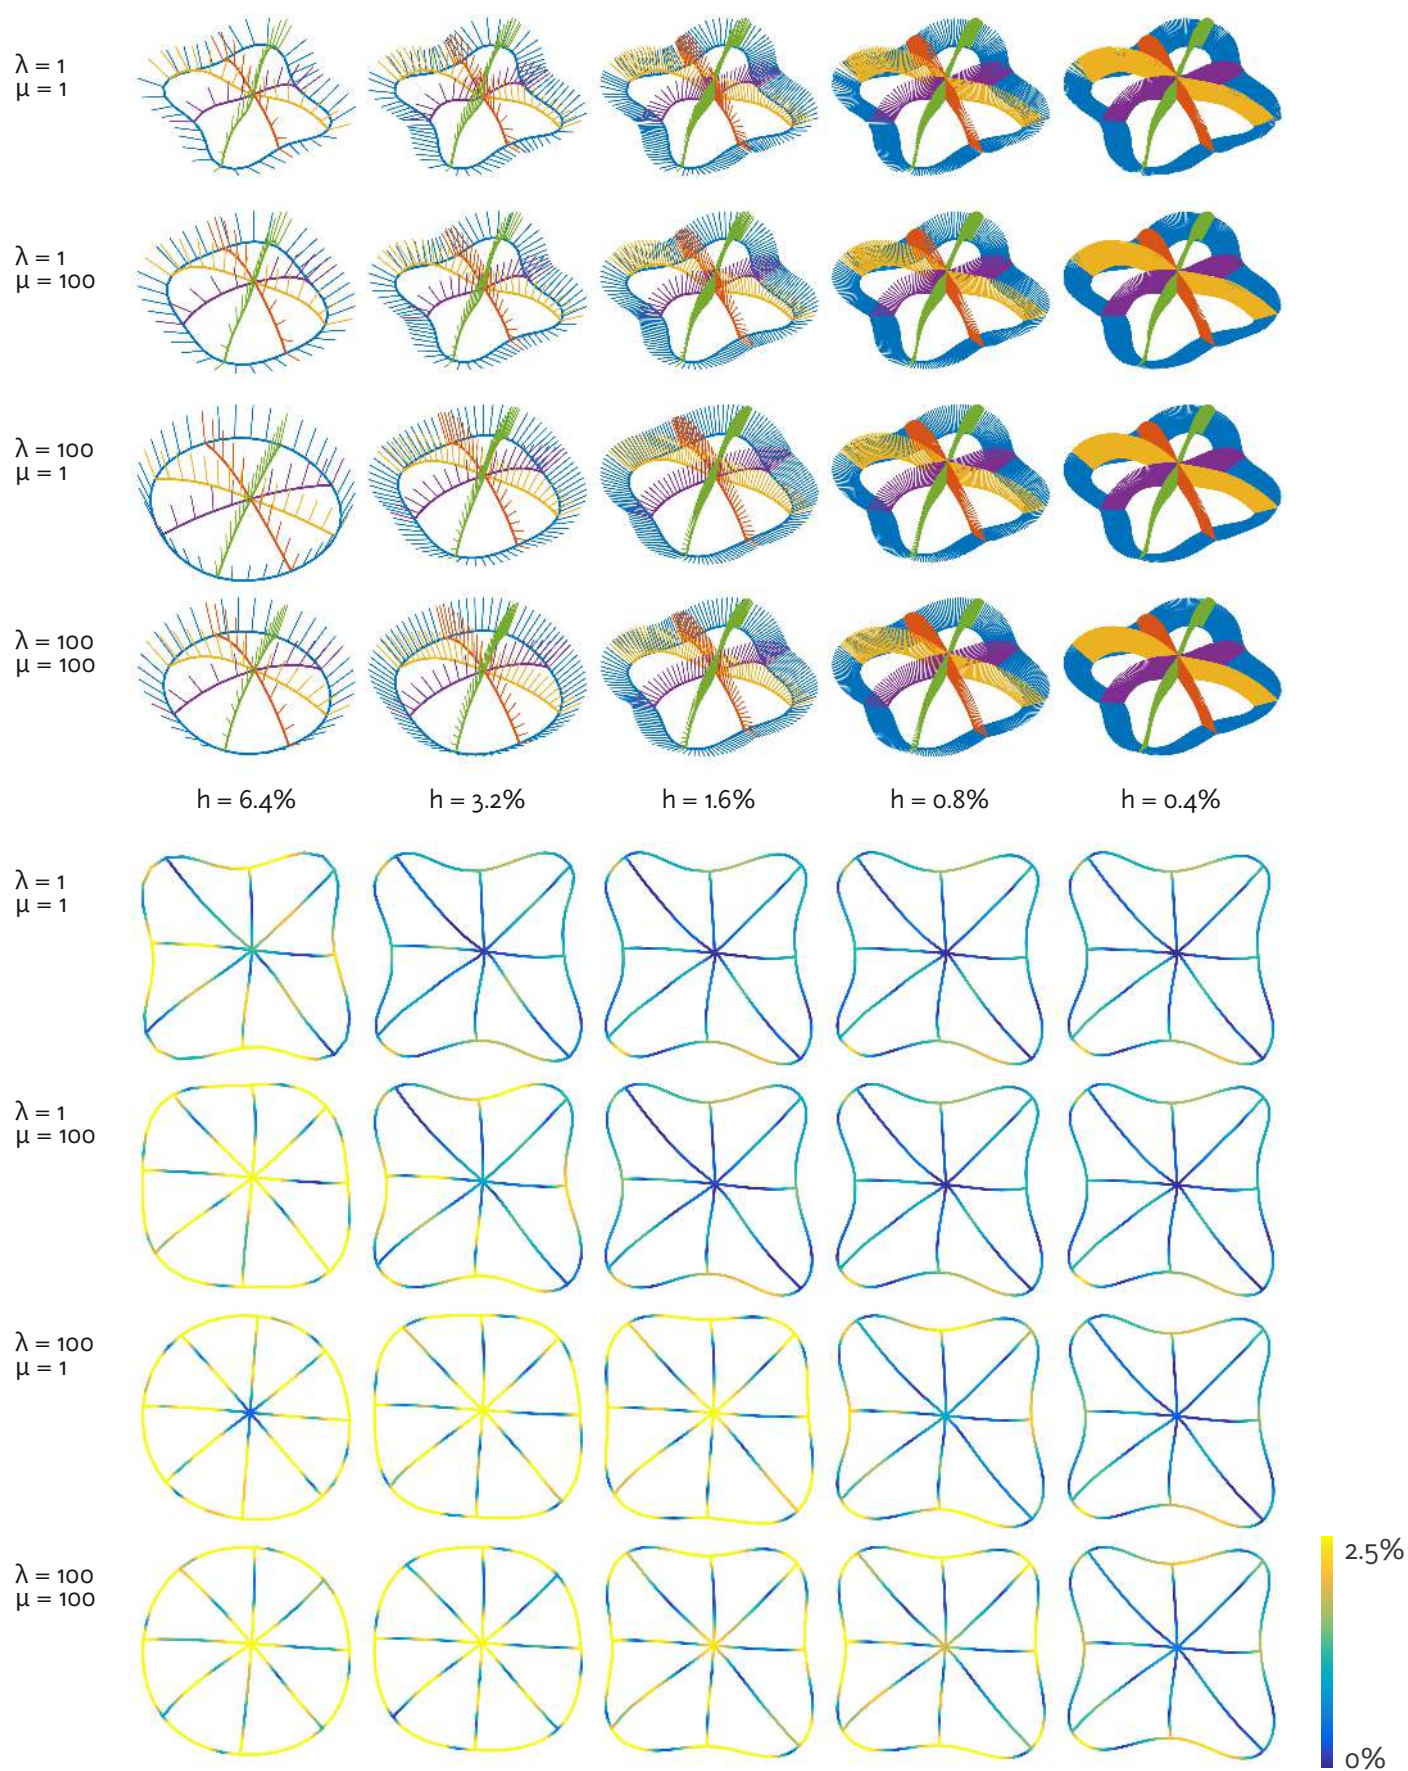 λ = 1
μ = 1
λ = 1
μ = 100
λ = 100
μ = 1
λ = 100
μ = 100
h = 6.4% h = 3.2% h = 1.6% h = 0.8% h = 0.4%
λ = 1
μ = 1
λ = 1
μ = 100
λ = 100
μ = 1
λ = 100
μ = 100
2.5%
0%